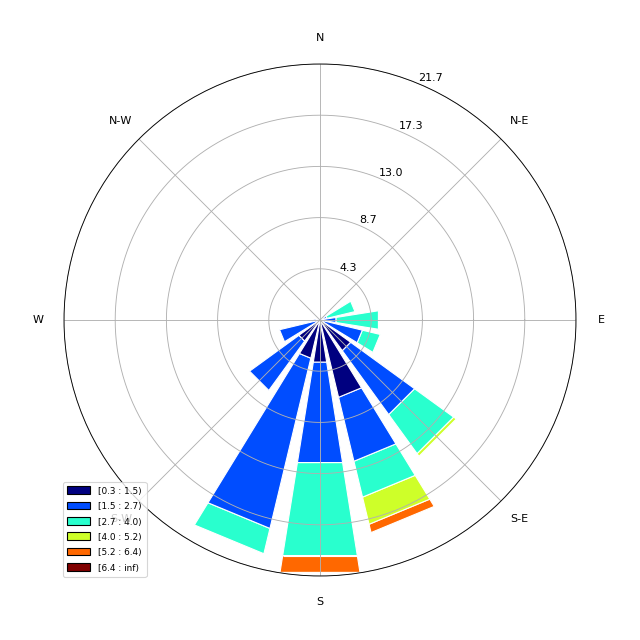 N
21.7
N-W
N-E
17.3
13.0
8.7
4.3
W
E
[0.3 : 1.5)
[1.5 : 2.7)
[2.7 : 4.0)
[4.0 : 5.2)
[5.2 : 6.4)
[6.4 : inf)
S-W
S-E
S